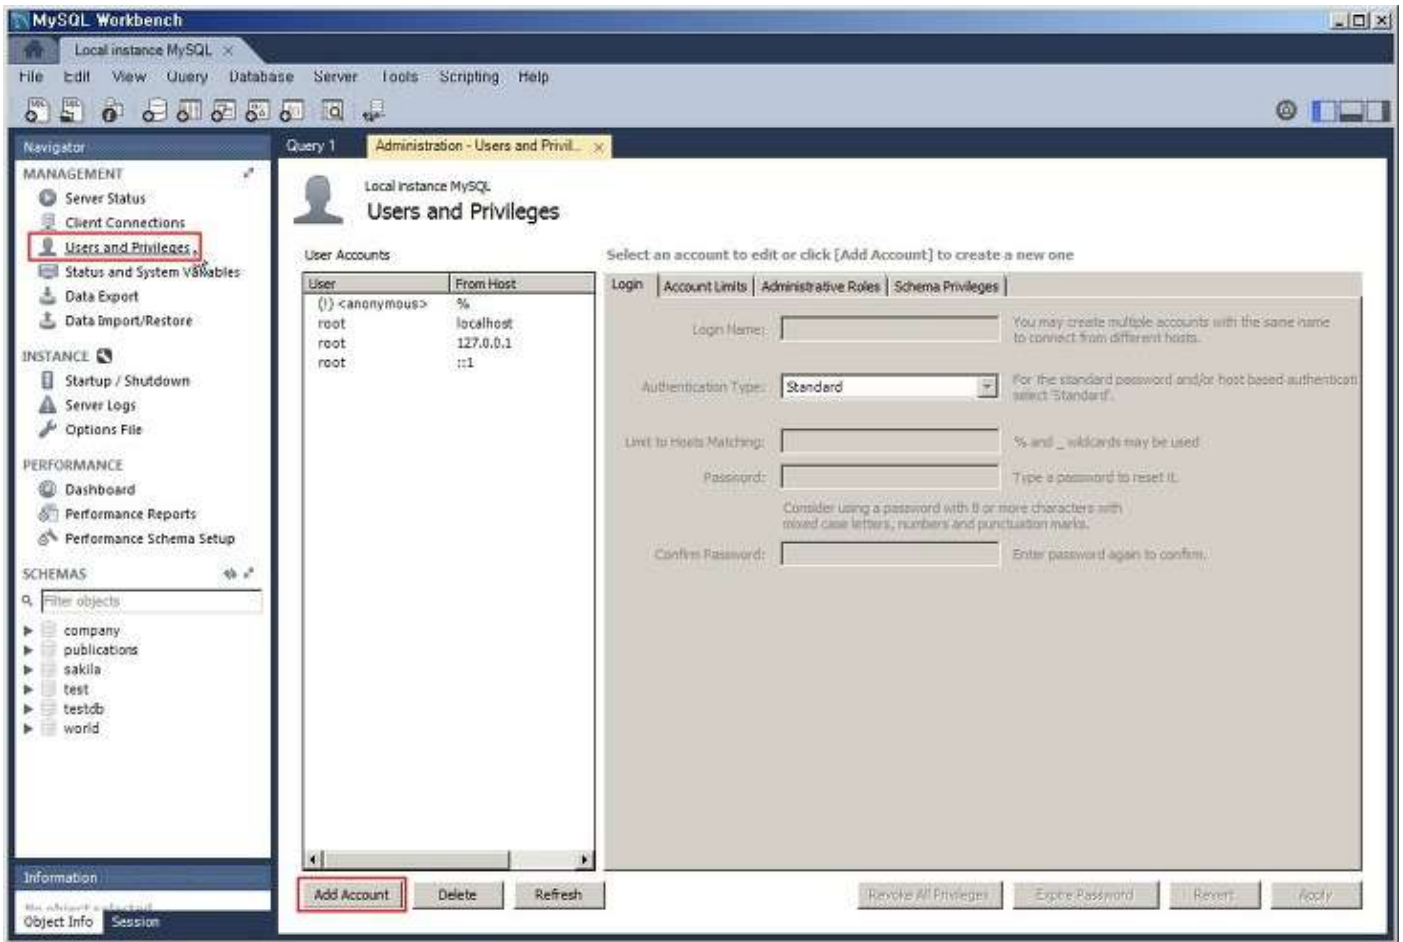 MySQL Workbench
Local instance MySQL
File Edit View Query Database Server Tools Scripting Help
Navigator
MANAGEMENT
Server Status
Client Connections
Users and Privileges
Status and System Variables
Data Export
Data Import/Restore
INSTANCE
Startup / Shutdown
Server Logs
Options File
PERFORMANCE
Dashboard
Performance Reports
Performance Schema Setup
SCHEMAS
Filter objects
company
publications
sakila
test
testdb
world
Information
No object selected
Object Info Session
Query 1 Administration - Users and Privil...
Local instance MySQL
Users and Privileges
User Accounts
User From Host
(!) <anonymous> %
root localhost
root 127.0.0.1
root ::1
Add Account Delete Refresh
Select an account to edit or click [Add Account] to create a new one
Login Account Limits Administrative Roles Schema Privileges
Login Name: You may create multiple accounts with the same name
to connect from different hosts.
Authentication Type: Standard For the standard password and/or host based authenticati
select 'Standard'.
Limit to Hosts Matching: % and _ wildcards may be used
Password: Type a password to reset it.
Consider using a password with 8 or more characters with
mixed case letters, numbers and punctuation marks.
Confirm Password: Enter password again to confirm.
Revoke All Privileges Expire Password Revert Apply